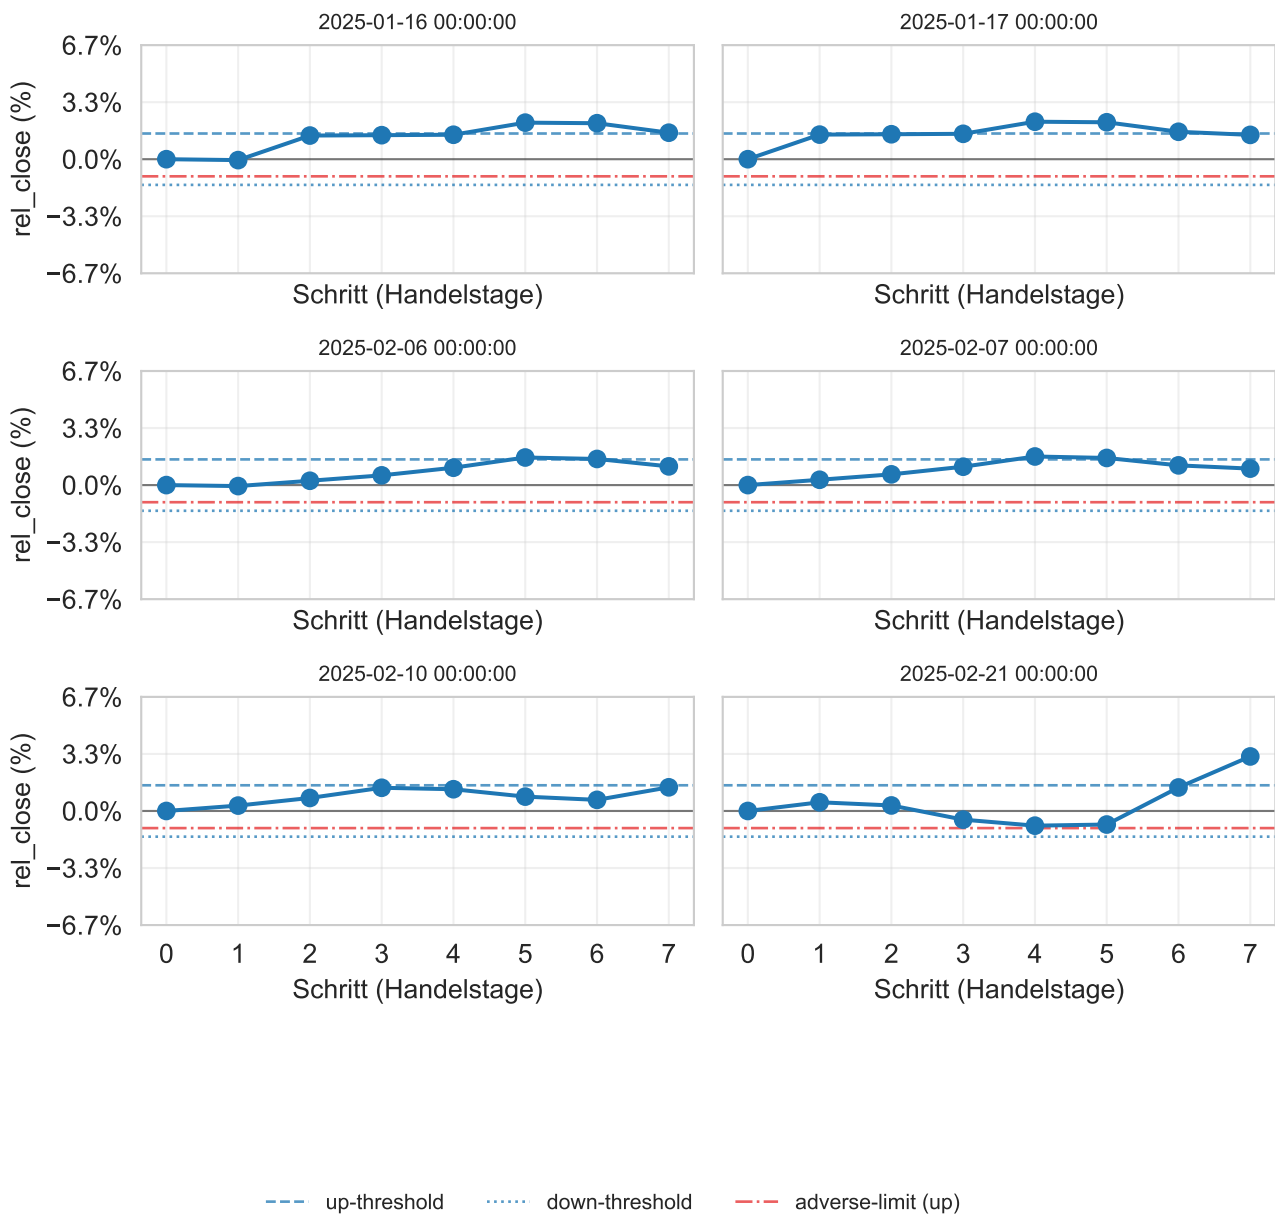 2025-01-16 00:00:00
2025-01-17 00:00:00
6.7%
3.3%
0.0%
−3.3%
−6.7%
rel_close (%)
Schritt (Handelstage)
Schritt (Handelstage)
2025-02-06 00:00:00
2025-02-07 00:00:00
6.7%
3.3%
0.0%
−3.3%
−6.7%
rel_close (%)
Schritt (Handelstage)
Schritt (Handelstage)
2025-02-10 00:00:00
2025-02-21 00:00:00
6.7%
3.3%
0.0%
−3.3%
−6.7%
rel_close (%)
0 1 2 3 4 5 6 7
0 1 2 3 4 5 6 7
Schritt (Handelstage)
Schritt (Handelstage)
up-threshold
down-threshold
adverse-limit (up)